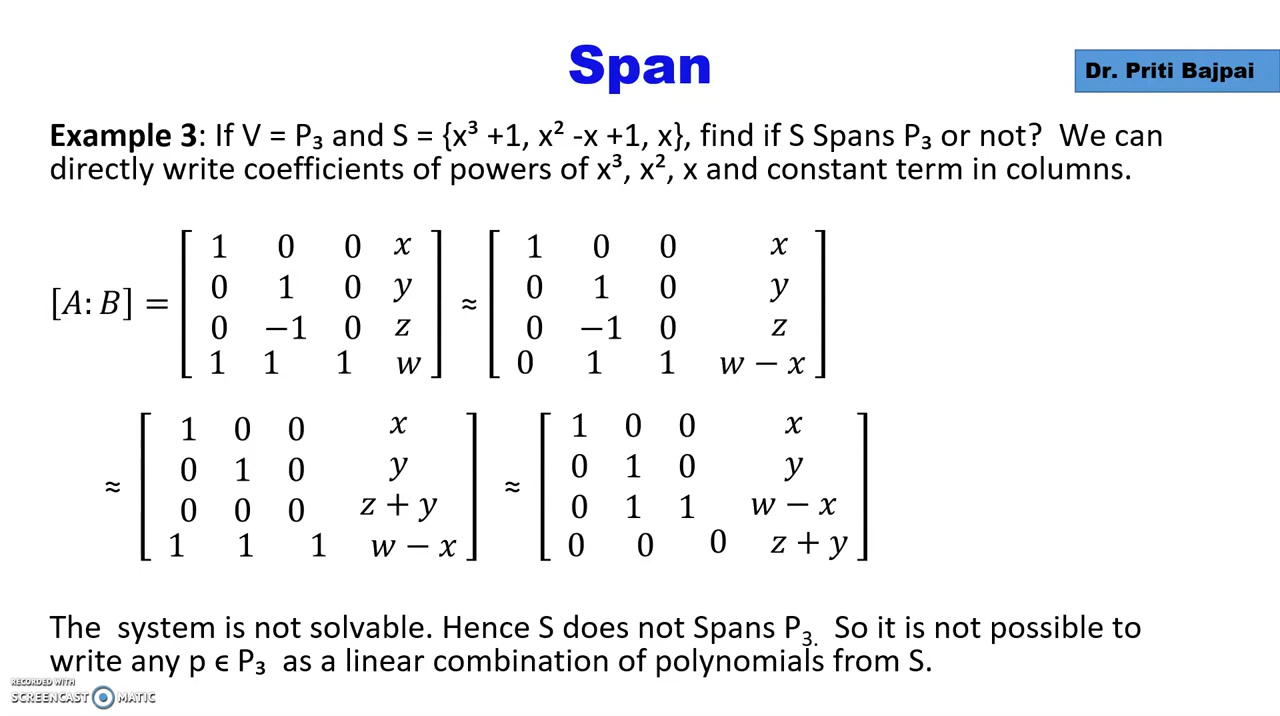 Span
Dr. Priti Bajpai
Example 3: If V = P₃ and S = {x³ +1, x² -x +1, x}, find if S Spans P₃ or not? We can
directly write coefficients of powers of x³, x², x and constant term in columns.
[A: B] =
1 0 0 x
0 1 0 y
0 −1 0 z
1 1 1 w
≈
1 0 0 x
0 1 0 y
0 −1 0 z
0 1 1 w − x
≈
1 0 0 x
0 1 0 y
0 0 0 z + y
1 1 1 w − x
≈
1 0 0 x
0 1 0 y
0 1 1 w − x
0 0 0 z + y
The system is not solvable. Hence S does not Spans P₃. So it is not possible to
write any p ϵ P₃ as a linear combination of polynomials from S.
RECORDED WITH
SCREENCAST MATIC